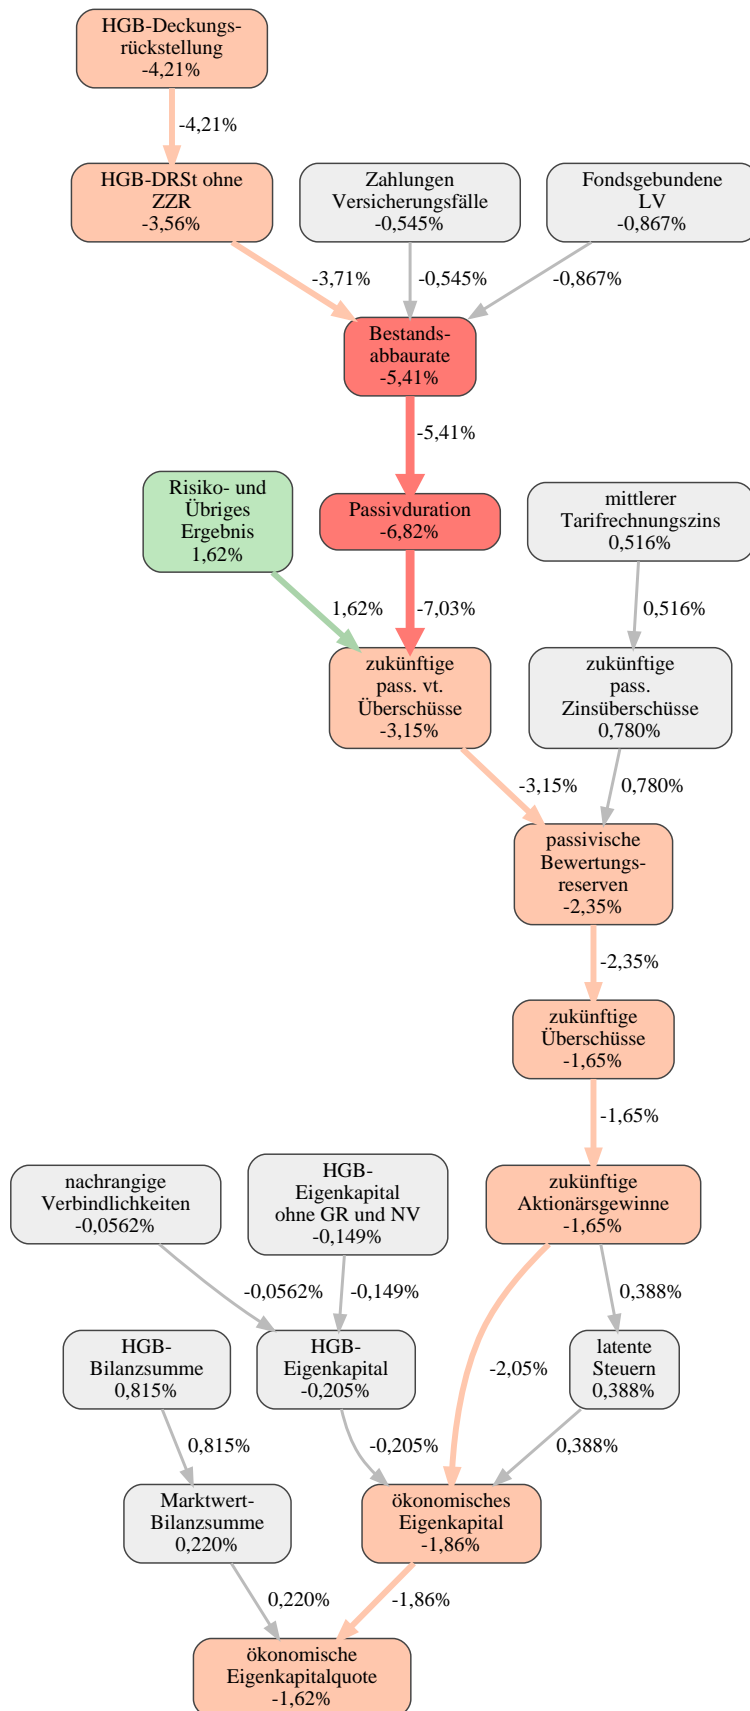 HGB-Deckungs-
rückstellung
-4,21%
-4,21%
HGB-DRSt ohne
ZZR
-3,56%
Zahlungen
Versicherungsfälle
-0,545%
Fondsgebundene
LV
-0,867%
-3,71%
-0,545%
-0,867%
Bestands-
abbaurate
-5,41%
-5,41%
Risiko- und
Übriges
Ergebnis
1,62%
Passivduration
-6,82%
mittlerer
Tarifrechnungszins
0,516%
1,62%
-7,03%
0,516%
zukünftige
pass. vt.
Überschüsse
-3,15%
zukünftige
pass.
Zinsüberschüsse
0,780%
-3,15%
0,780%
passivische
Bewertungs-
reserven
-2,35%
-2,35%
zukünftige
Überschüsse
-1,65%
-1,65%
nachrangige
Verbindlichkeiten
-0,0562%
HGB-
Eigenkapital
ohne GR und NV
-0,149%
zukünftige
Aktionärsgewinne
-1,65%
-0,0562%
-0,149%
0,388%
HGB-
Bilanzsumme
0,815%
HGB-
Eigenkapital
-0,205%
-2,05%
latente
Steuern
0,388%
0,815%
-0,205%
0,388%
Marktwert-
Bilanzsumme
0,220%
ökonomisches
Eigenkapital
-1,86%
0,220%
-1,86%
ökonomische
Eigenkapitalquote
-1,62%